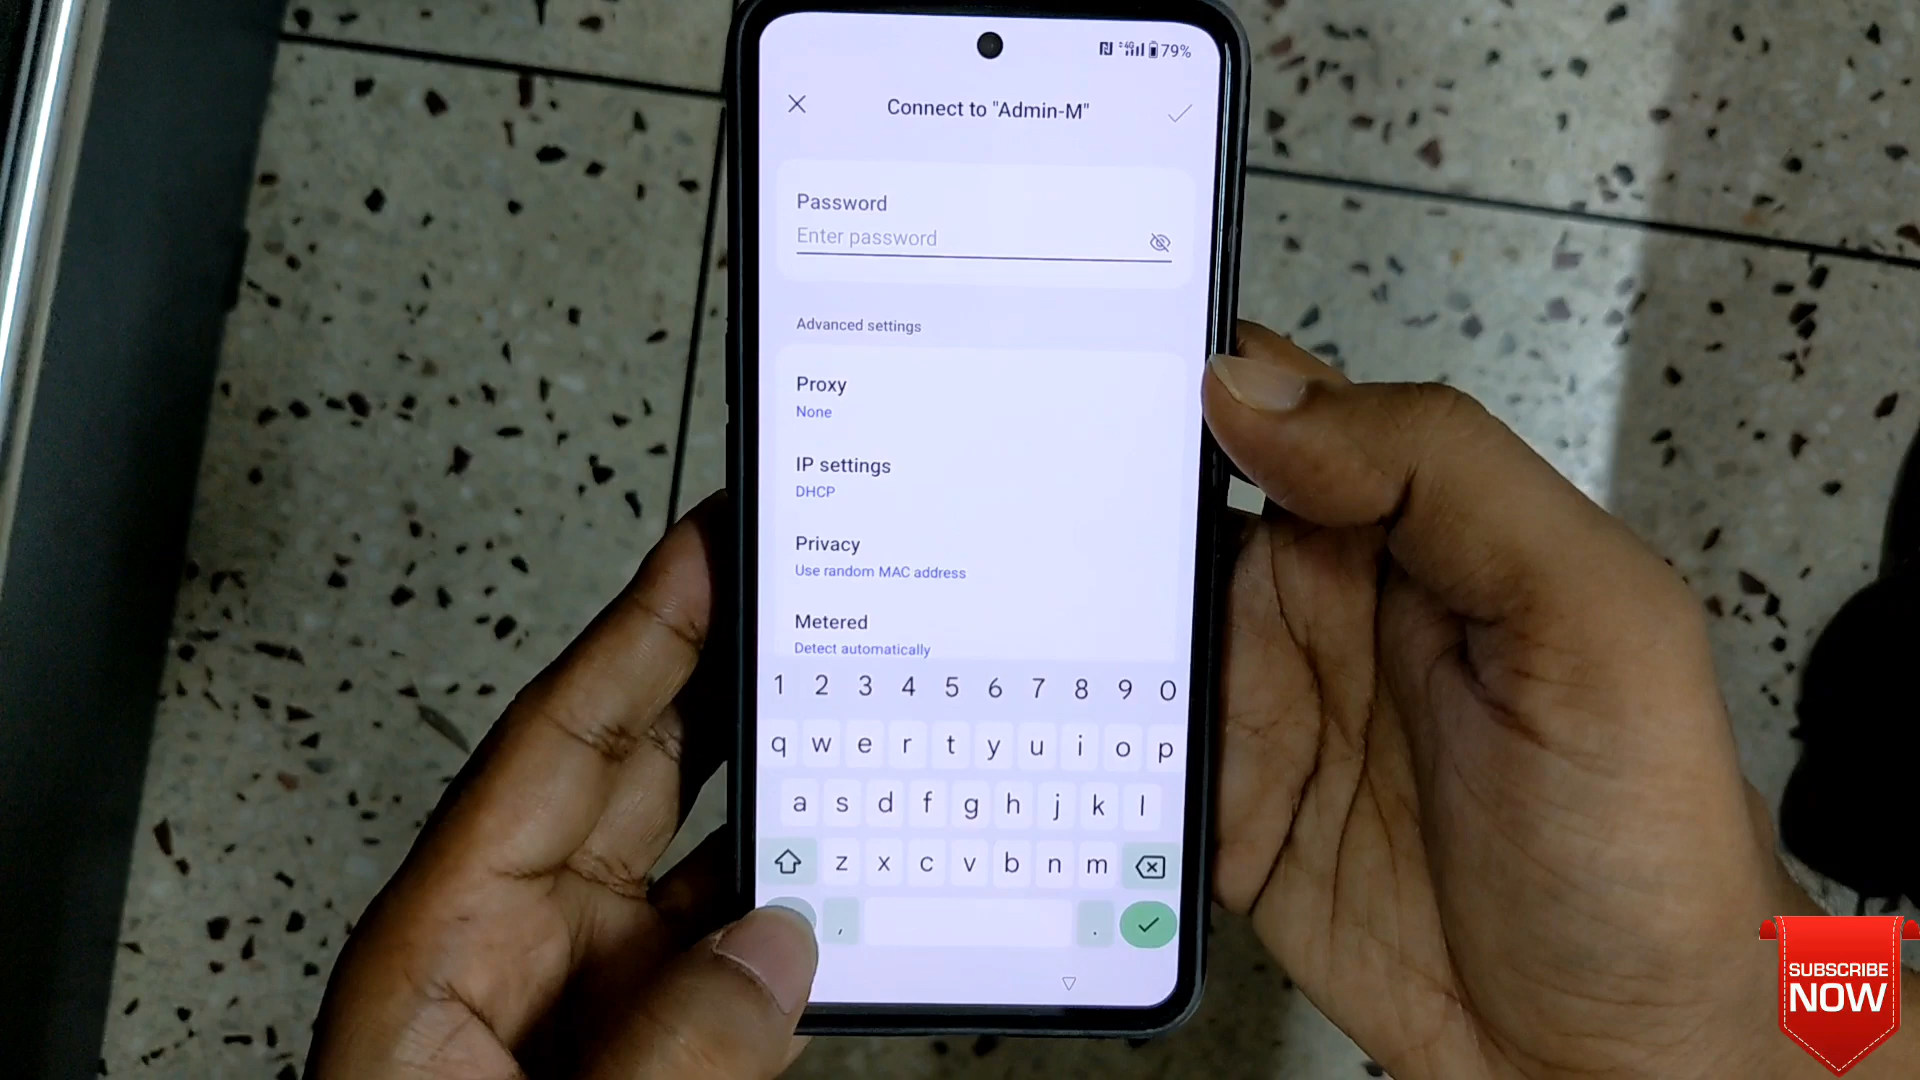 79%
Connect to "Admin-M"
Password
Enter password
Advanced settings
Proxy
None
IP settings
DHCP
Privacy
Use random MAC address
Metered
Detect automatically
1 2 3 4 5 6 7 8 9 0
q w e r t y u i o p
a s d f g h j k l
z x c v b n m
, .
SUBSCRIBE
NOW